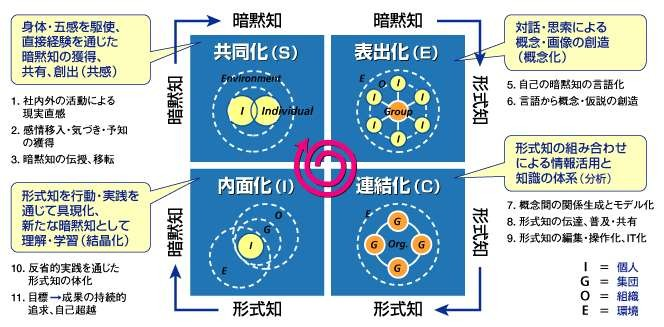 暗黙知
暗黙知
身体・五感を駆使、
直接経験を通じた
暗黙知の獲得、
共有、創出（共感）
1. 社内外の活動による
現実直感
2. 感情移入・気づき・予知
の獲得
3. 暗黙知の伝授、移転
暗黙知
共同化（S）
Environment
I
Individual
表出化（E）
E
O
I
I
I
I
I
I
Group
形式知
対話・思索による
概念・画像の創造
（概念化）
5. 自己の暗黙知の言語化
6. 言語から概念・仮説の創造
形式知を行動・実践を
通じて具現化、
新たな暗黙知として
理解・学習（結晶化）
10. 反省的実践を通じた
形式知の体化
11. 目標→成果の持続的
追求、自己超越
暗黙知
内面化（I）
O
G
I
E
連結化（C）
E
G
G
Org.
G
G
形式知
形式知の組み合わせ
による情報活用と
知識の体系（分析）
7. 概念間の関係生成とモデル化
8. 形式知の伝達、普及・共有
9. 形式知の編集・操作化、IT化
形式知
形式知
I = 個人
G = 集団
O = 組織
E = 環境